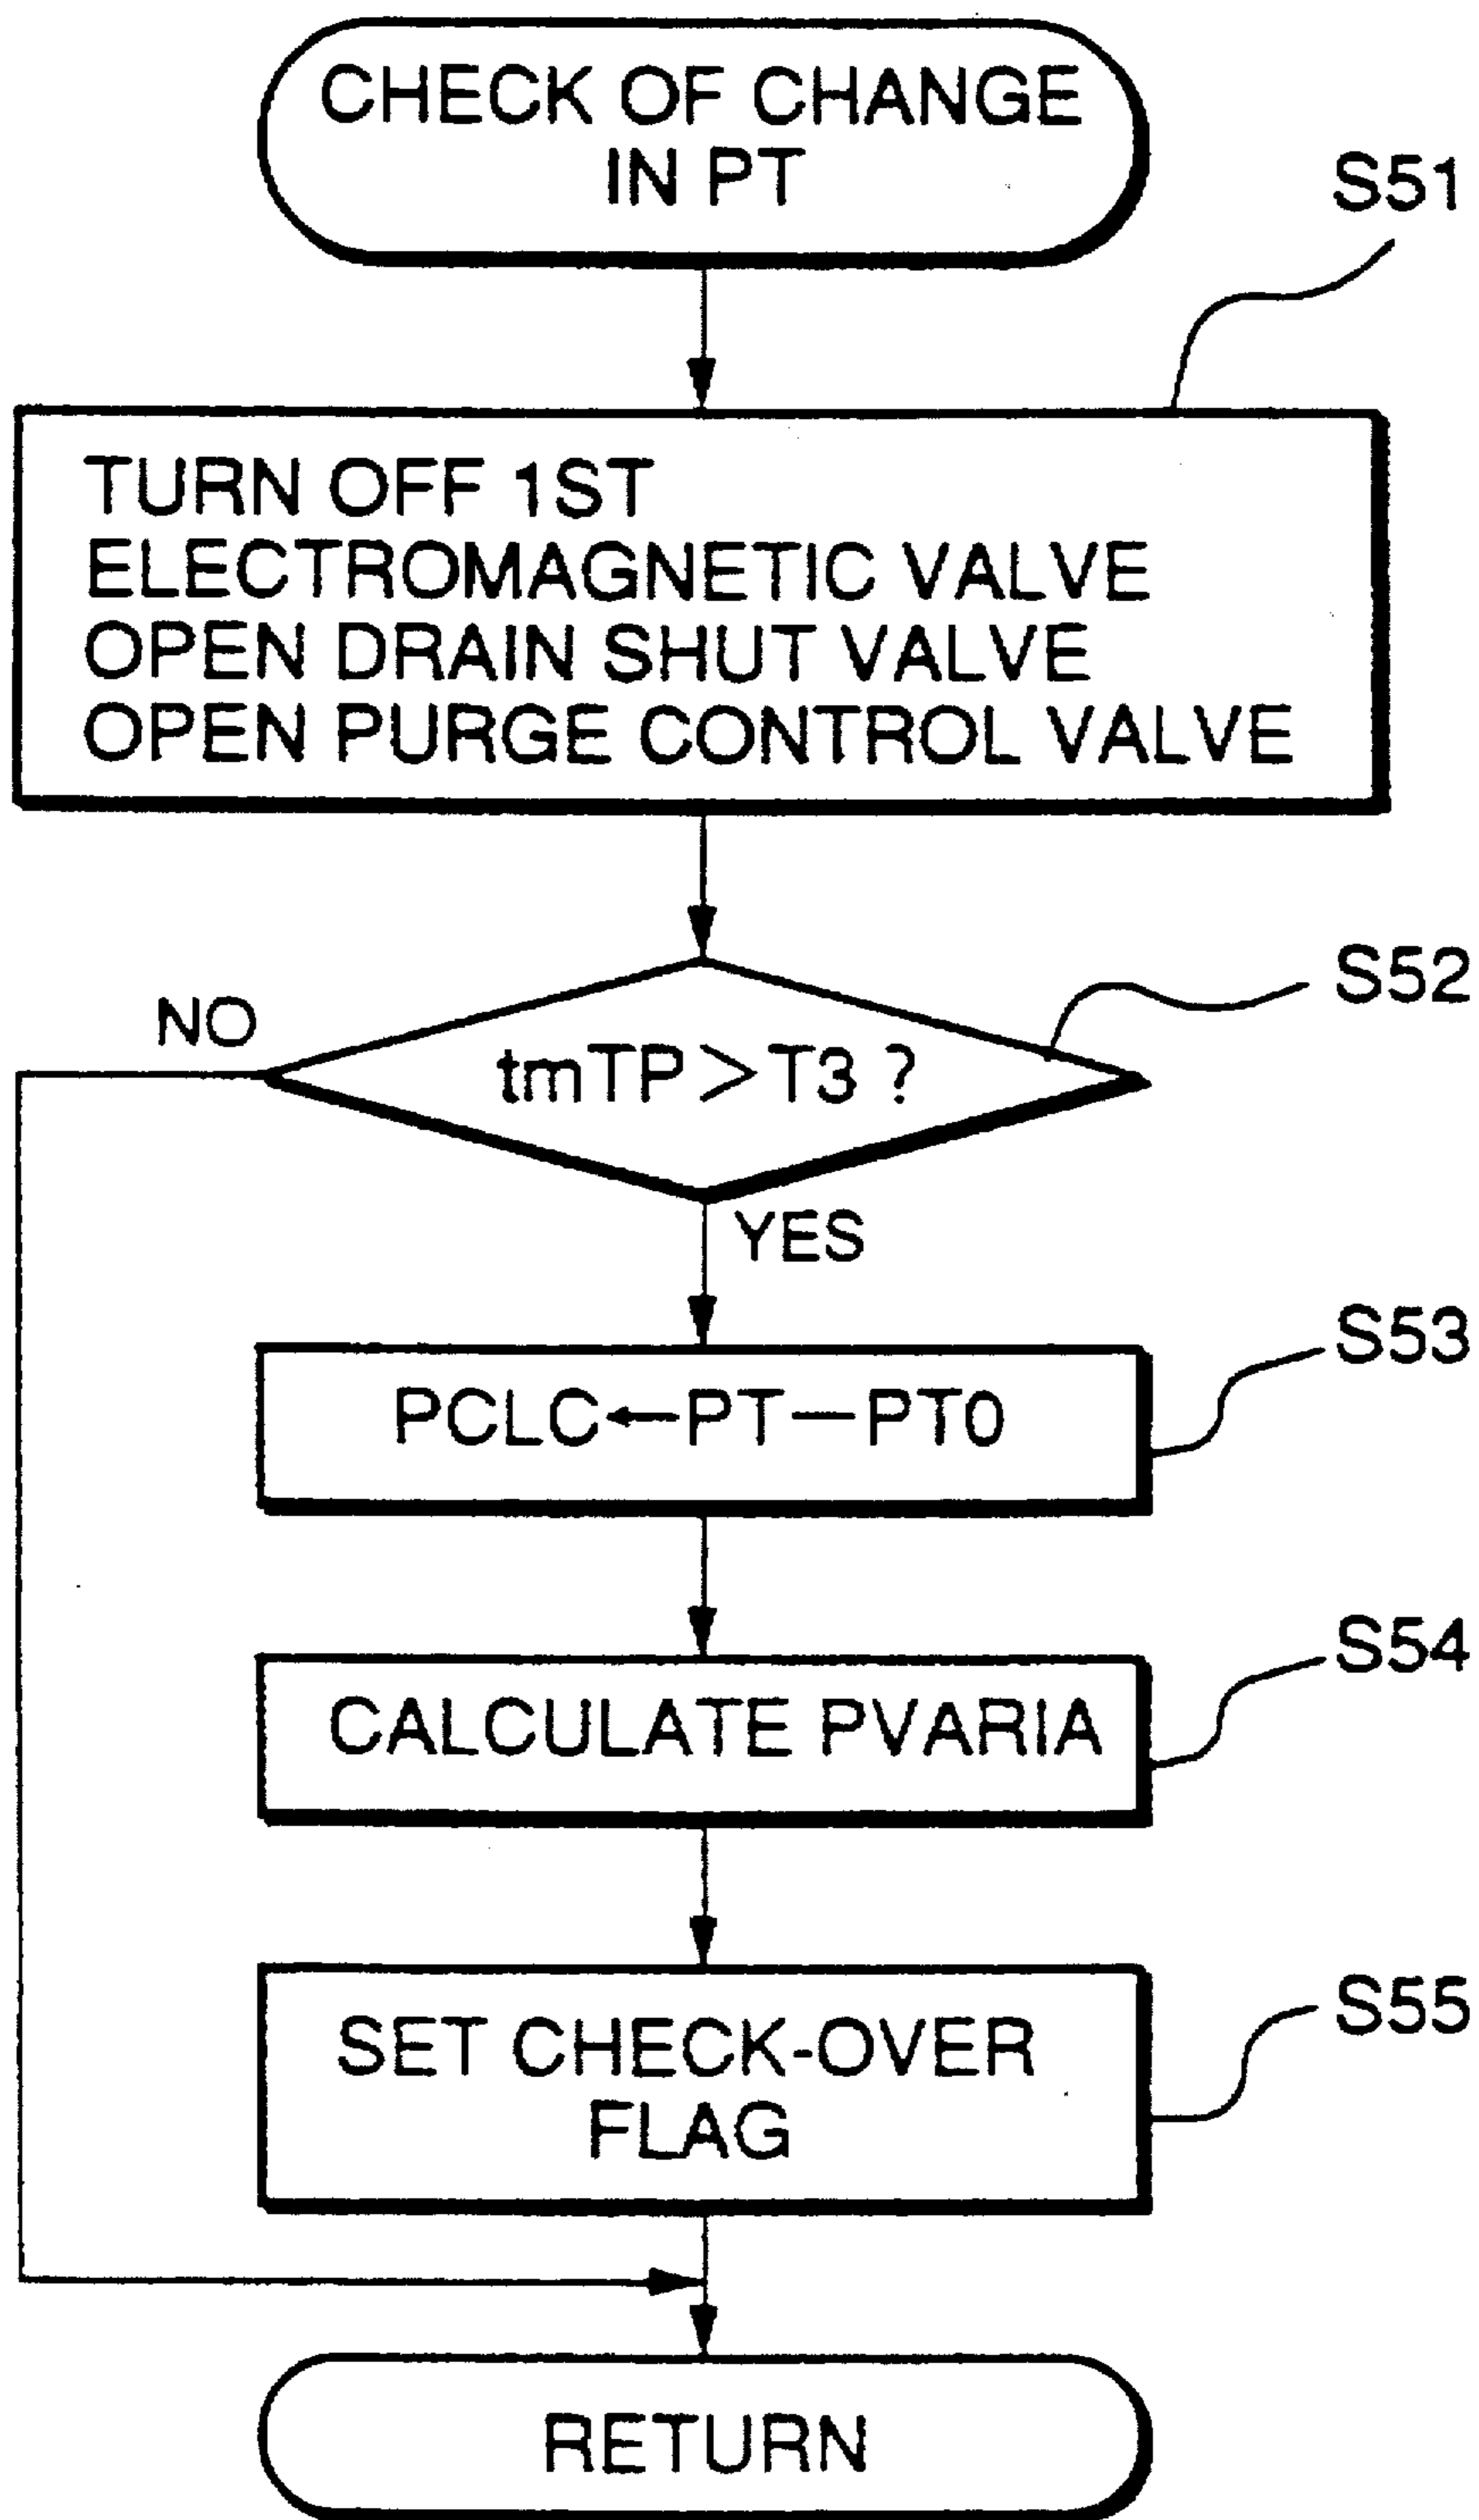 CHECK OF CHANGE
IN PT
S51
TURN OFF 1ST
ELECTROMAGNETIC VALVE
OPEN DRAIN SHUT VALVE
OPEN PURGE CONTROL VALVE
S52
NO
tmTP>T3 ?
YES
S53
PCLC←PT—PT0
S54
CALCULATE PVARIA
S55
SET CHECK-OVER
FLAG
RETURN